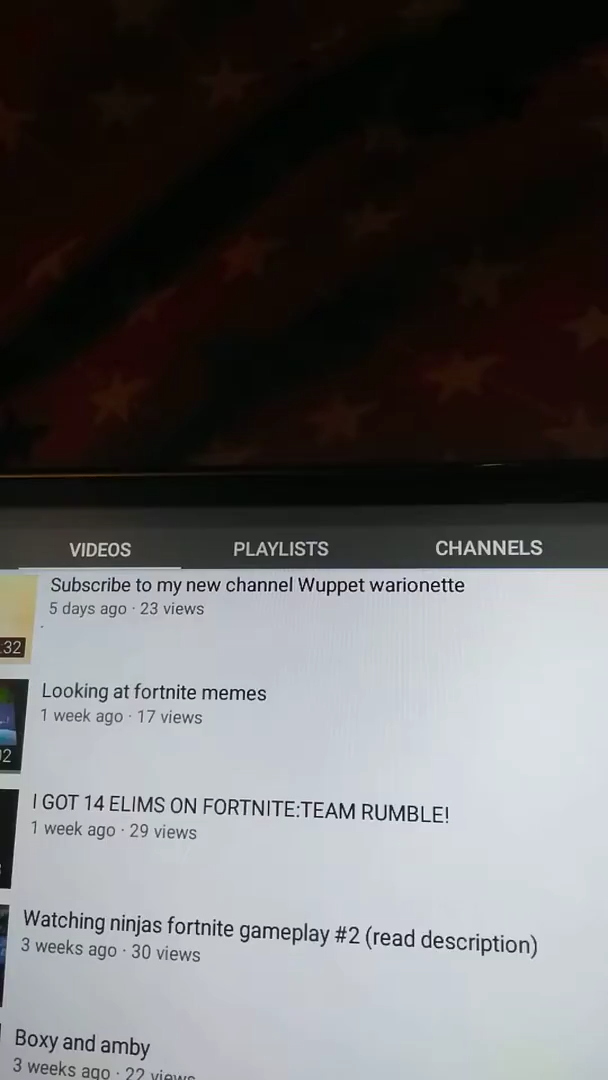 VIDEOS PLAYLISTS CHANNELS
Subscribe to my new channel Wuppet warionette
5 days ago · 23 views
:32
Looking at fortnite memes
1 week ago · 17 views
02
I GOT 14 ELIMS ON FORTNITE:TEAM RUMBLE!
1 week ago · 29 views
Watching ninjas fortnite gameplay #2 (read description)
3 weeks ago · 30 views
Boxy and amby
3 weeks ago · 22 views